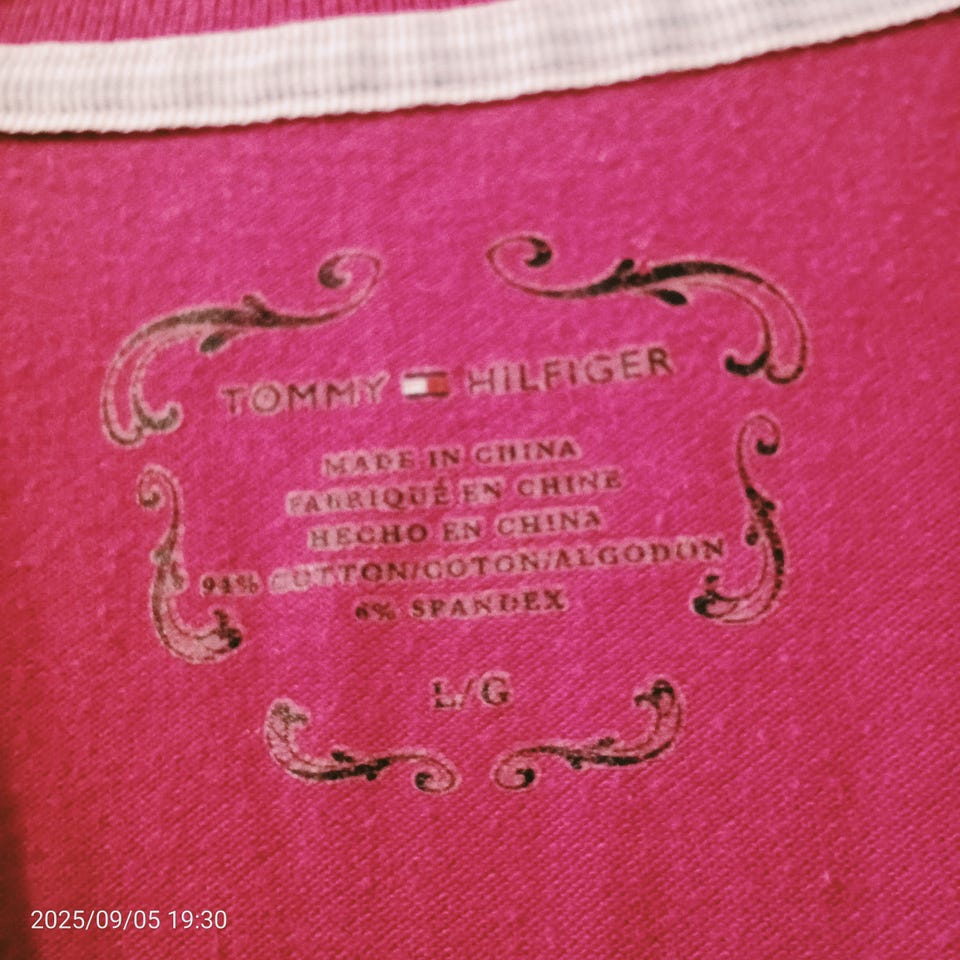 TOMMY HILFIGER
MADE IN CHINA
FABRIQUÉ EN CHINE
HECHO EN CHINA
94% COTTON/COTON/ALGODON
6% SPANDEX
L/G
2025/09/05 19:30